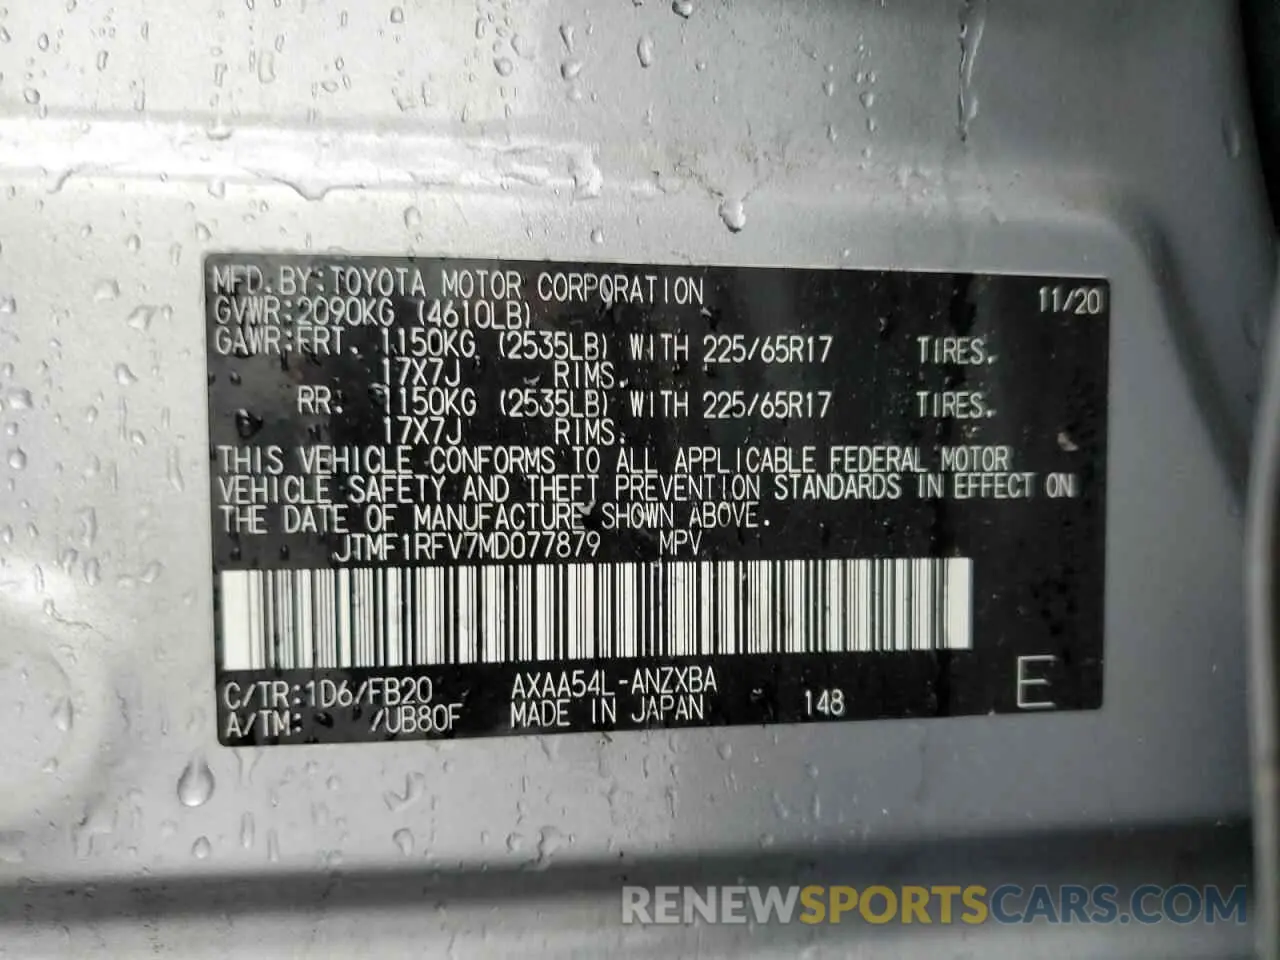 MFD. BY: TOYOTA MOTOR CORPORATION 11/20
GVWR: 2090KG (4610LB)
GAWR: FRT. 1150KG (2535LB) WITH 225/65R17 TIRES.
17X7J RIMS.
RR: 1150KG (2535LB) WITH 225/65R17 TIRES.
17X7J RIMS.
THIS VEHICLE CONFORMS TO ALL APPLICABLE FEDERAL MOTOR
VEHICLE SAFETY AND THEFT PREVENTION STANDARDS IN EFFECT ON
THE DATE OF MANUFACTURE SHOWN ABOVE.
JTMF1RFV7MD077879 MPV
C/TR: 1D6/FB20 AXAA54L-ANZXBA
A/TM: /UB80F MADE IN JAPAN 148 E
RENEWSPORTSCARS.COM